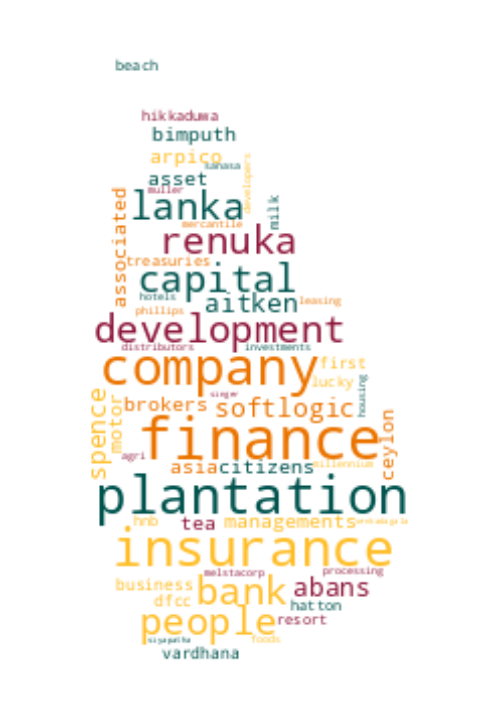 beach
hikkaduwa
bimputh
arpico
sanasa
developers
asset
muller
associated
lanka
milk
mercantile
renuka
treasuries
capital
hotels
aitken
leasing
phillips
development
distributors
investments
company
first
lucky
housing
singer
spence
motor
brokers
softlogic
ceylon
finance
agri
asia
citizens
millennium
plantation
hnb
tea
managements
insurance
melstacorp
processing
business
bank
abans
dfcc
hatton
people
resort
siyapatha
foods
vardhana